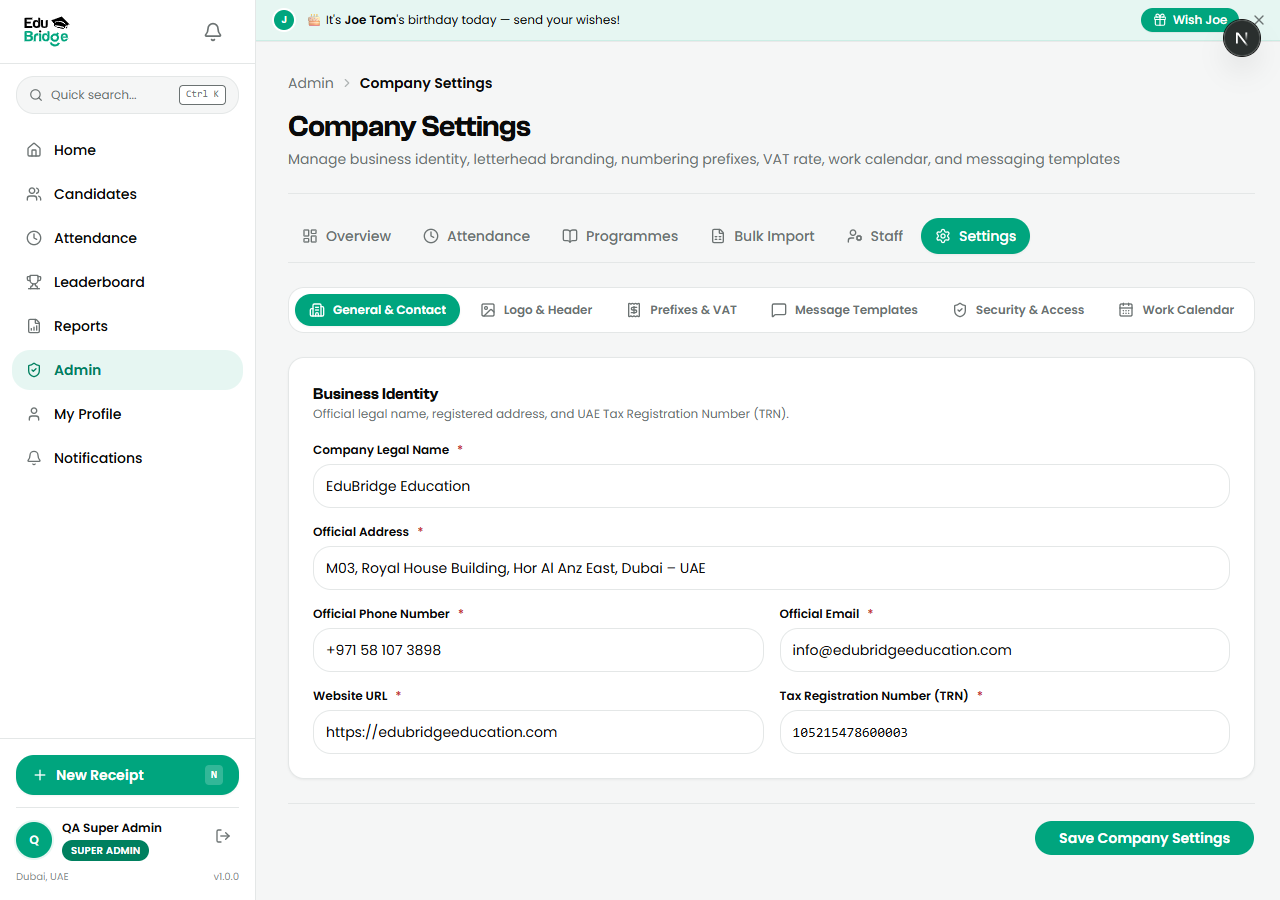 Edu
Bridge
J
🎂 It's Joe Tom's birthday today — send your wishes!
Wish Joe
N
Quick search...
Ctrl K
Home
Candidates
Attendance
Leaderboard
Reports
Admin
My Profile
Notifications
New Receipt
N
Q
QA Super Admin
SUPER ADMIN
Dubai, UAE
v1.0.0
Admin
Company Settings
Company Settings
Manage business identity, letterhead branding, numbering prefixes, VAT rate, work calendar, and messaging templates
Overview
Attendance
Programmes
Bulk Import
Staff
Settings
General & Contact
Logo & Header
Prefixes & VAT
Message Templates
Security & Access
Work Calendar
Business Identity
Official legal name, registered address, and UAE Tax Registration Number (TRN).
Company Legal Name *
EduBridge Education
Official Address *
M03, Royal House Building, Hor Al Anz East, Dubai – UAE
Official Phone Number *
+971 58 107 3898
Official Email *
info@edubridgeeducation.com
Website URL *
https://edubridgeeducation.com
Tax Registration Number (TRN) *
105215478600003
Save Company Settings